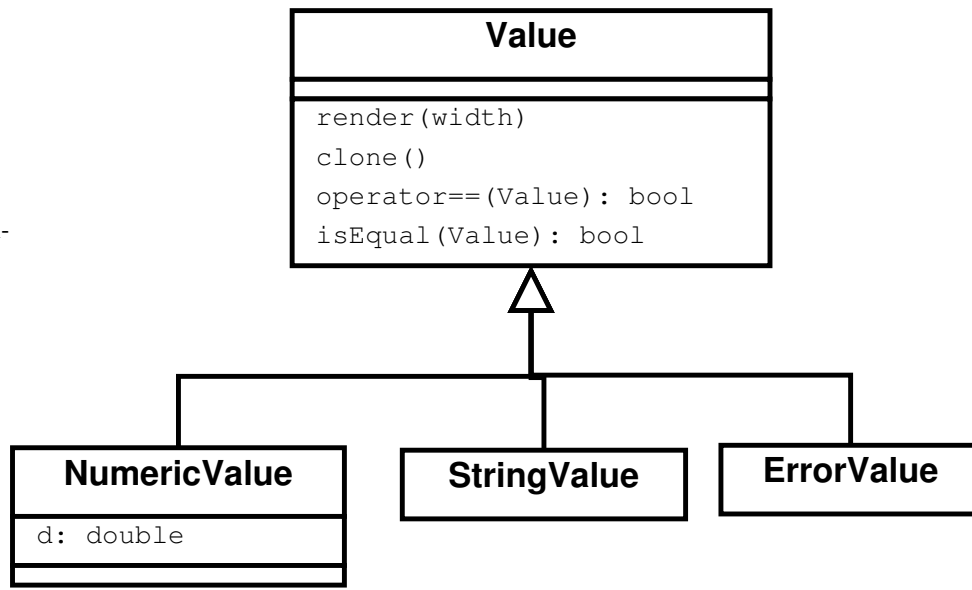 Value
render(width)
clone()
operator==(Value): bool
isEqual(Value): bool
-
NumericValue
StringValue
ErrorValue
d: double